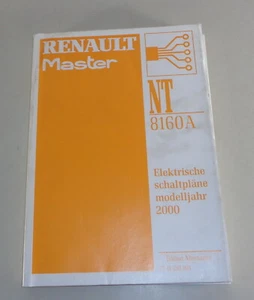 RENAULT
Master
NT
8160A
Elektrische
schaltpläne
modelljahr
2000